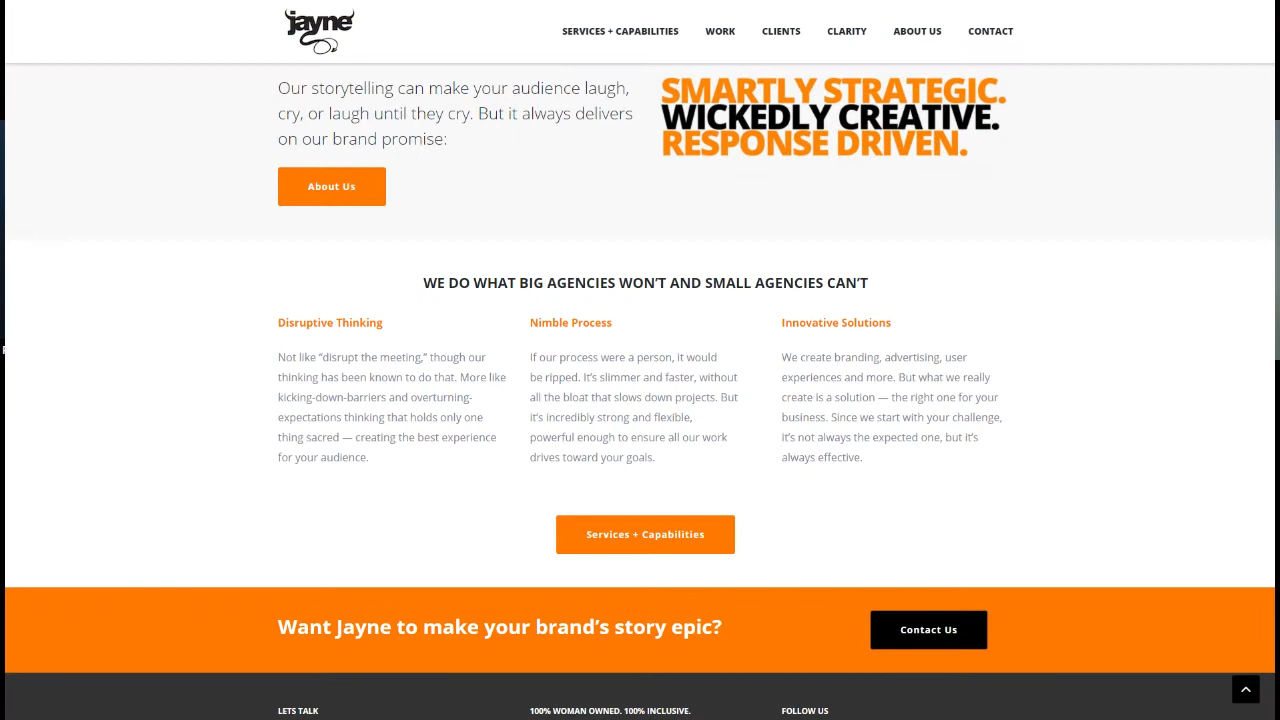 jayne
SERVICES + CAPABILITIES WORK CLIENTS CLARITY ABOUT US CONTACT
Our storytelling can make your audience laugh,
cry, or laugh until they cry. But it always delivers
on our brand promise:
About Us
SMARTLY STRATEGIC.
WICKEDLY CREATIVE.
RESPONSE DRIVEN.
WE DO WHAT BIG AGENCIES WON’T AND SMALL AGENCIES CAN’T
Disruptive Thinking
Not like “disrupt the meeting,” though our
thinking has been known to do that. More like
kicking-down-barriers and overturning-
expectations thinking that holds only one
thing sacred — creating the best experience
for your audience.
Nimble Process
If our process were a person, it would
be ripped. It’s slimmer and faster, without
all the bloat that slows down projects. But
it’s incredibly strong and flexible,
powerful enough to ensure all our work
drives toward your goals.
Innovative Solutions
We create branding, advertising, user
experiences and more. But what we really
create is a solution — the right one for your
business. Since we start with your challenge,
it’s not always the expected one, but it’s
always effective.
Services + Capabilities
Want Jayne to make your brand’s story epic?
Contact Us
LETS TALK
100% WOMAN OWNED. 100% INCLUSIVE.
FOLLOW US